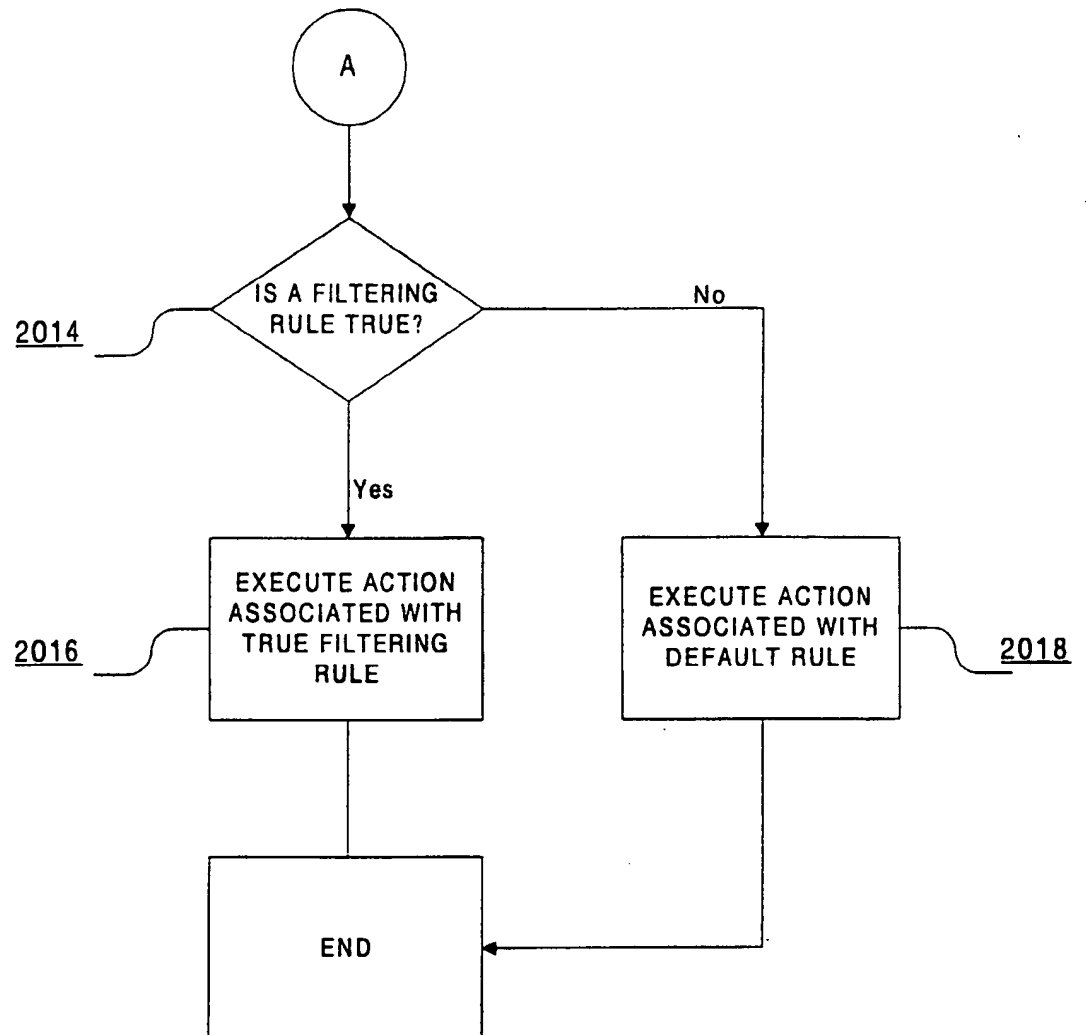 A
IS A FILTERING
RULE TRUE?
No
2014
Yes
EXECUTE ACTION
ASSOCIATED WITH
TRUE FILTERING
RULE
2016
EXECUTE ACTION
ASSOCIATED WITH
DEFAULT RULE
2018
END